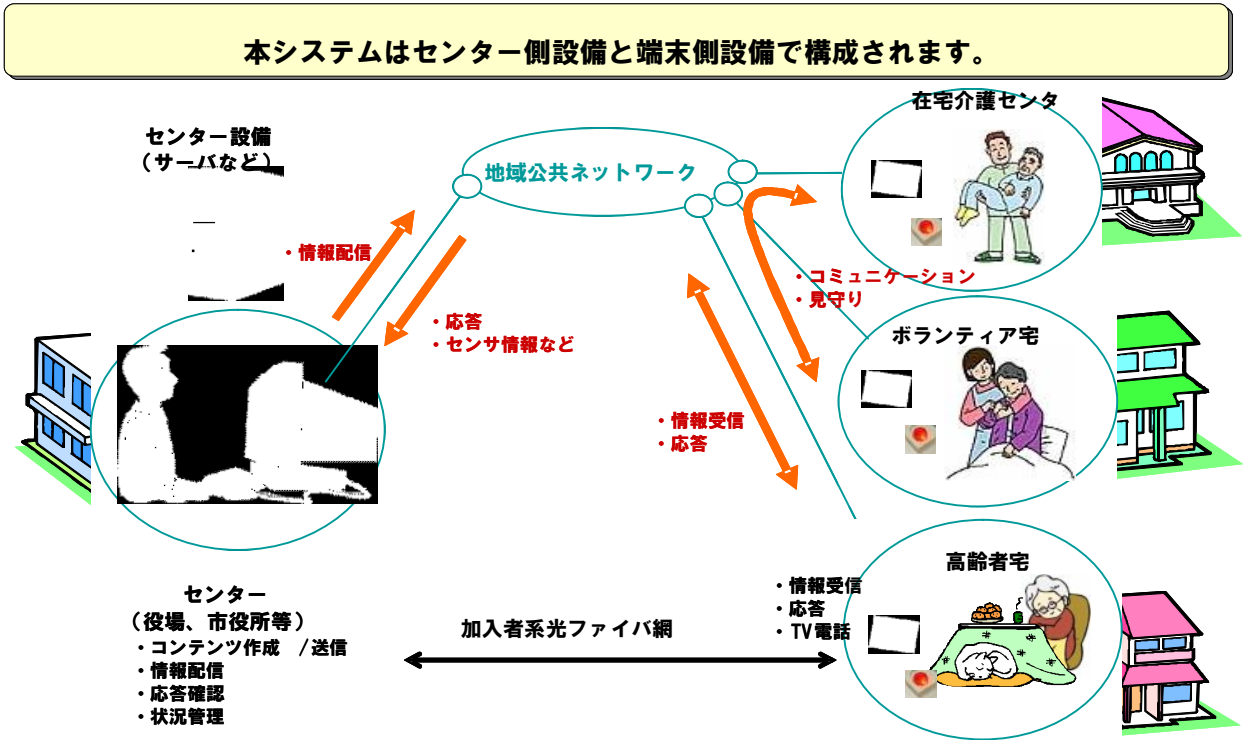 本システムはセンター側設備と端末側設備で構成されます。
センター設備
（サーバなど）
地域公共ネットワーク
在宅介護センタ
・情報配信
・コミュニケーション
・見守り
・応答
・センサ情報など
ボランティア宅
・情報受信
・応答
高齢者宅
・情報受信
・応答
・TV電話
センター
（役場、市役所等）
・コンテンツ作成　/送信
・情報配信
・応答確認
・状況管理
加入者系光ファイバ網